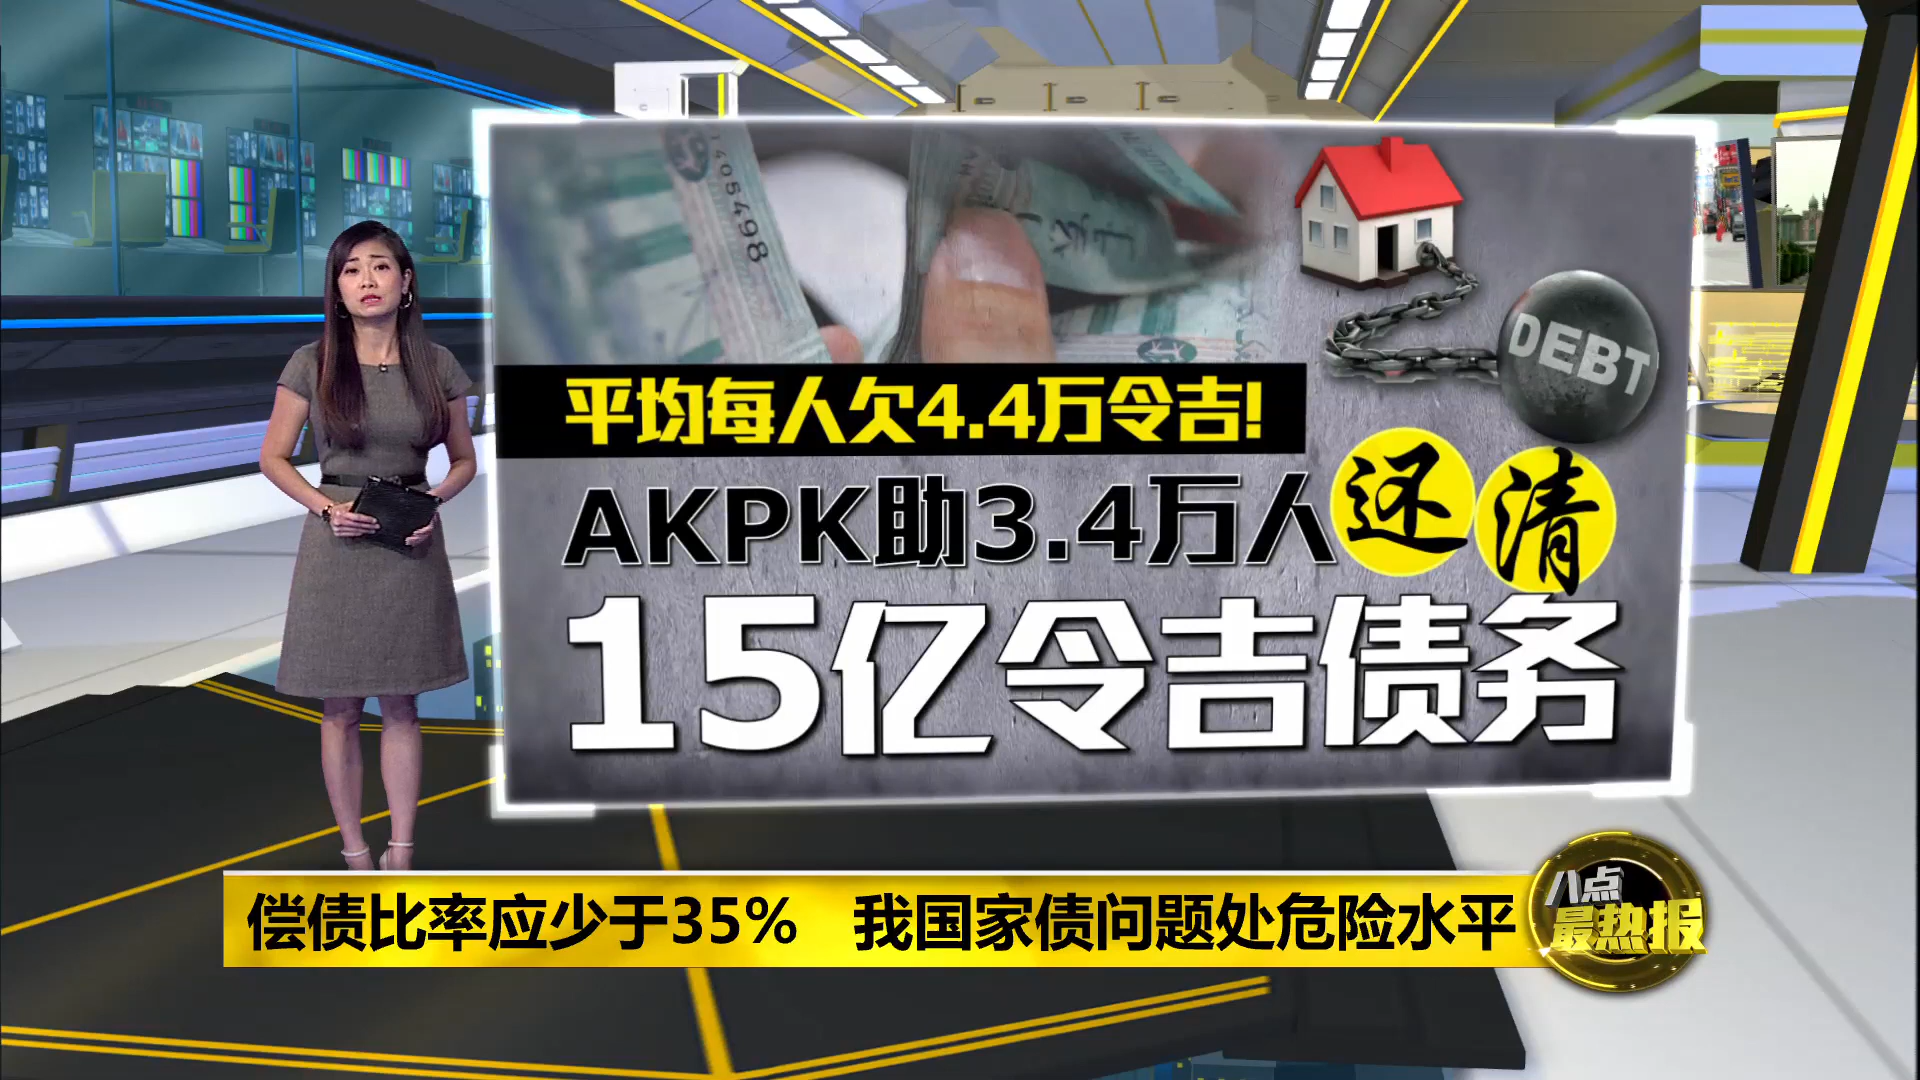 1405498
DEBT
平均每人欠4.4万令吉!
AKPK助3.4万人还清
15亿令吉债务
偿债比率应少于35% 我国家债问题处危险水平
八点
最热报